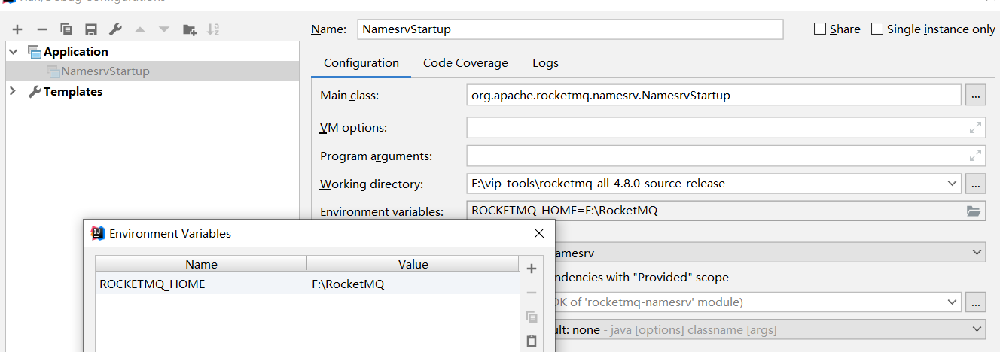 Run/Debug Configurations
Name: NamesrvStartup
Share
Single instance only
Application
NamesrvStartup
Templates
Configuration
Code Coverage
Logs
Main class: org.apache.rocketmq.namesrv.NamesrvStartup ...
VM options:
Program arguments:
Working directory: F:\vip_tools\rocketmq-all-4.8.0-source-release ...
Environment variables: ROCKETMQ_HOME=F:\RocketMQ
amesrv
ndencies with "Provided" scope
OK of 'rocketmq-namesrv' module) ...
ult: none - java [options] classname [args]
Environment Variables
Name Value
ROCKETMQ_HOME F:\RocketMQ